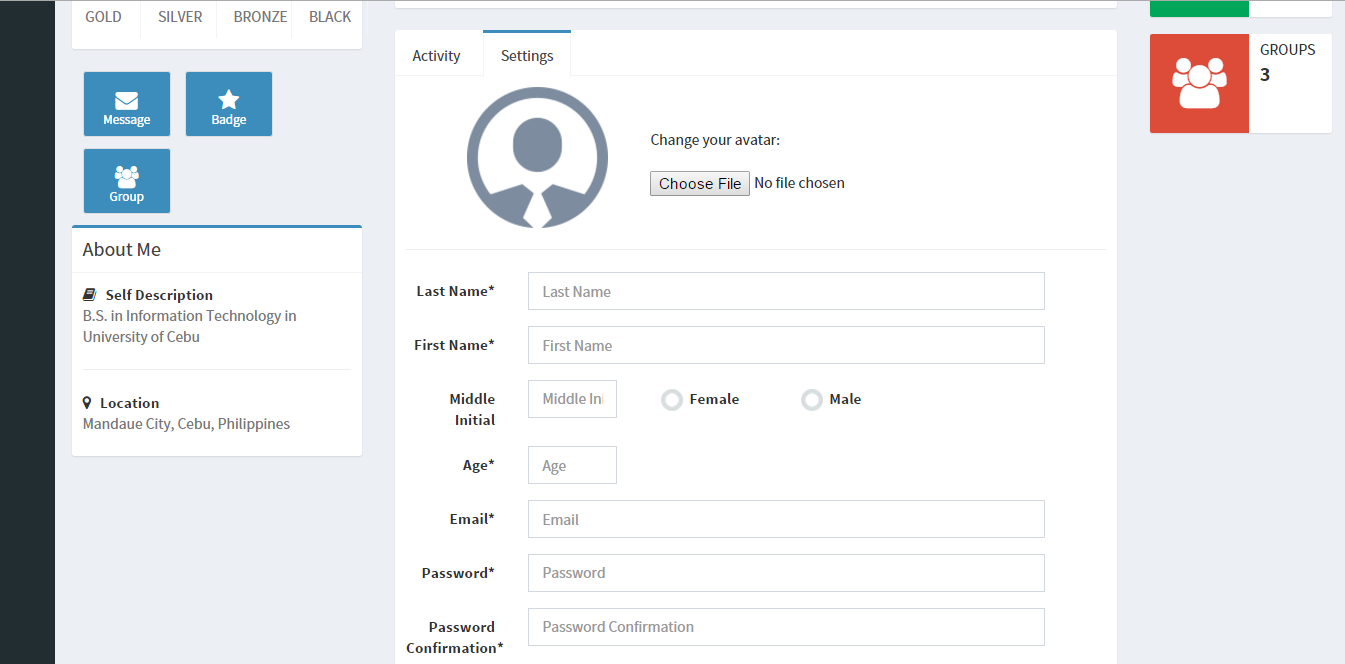 GOLD SILVER BRONZE BLACK
Message Badge
Group
About Me
Self Description
B.S. in Information Technology in
University of Cebu
Location
Mandaue City, Cebu, Philippines
Activity Settings
Change your avatar:
Choose File No file chosen
Last Name* Last Name
First Name* First Name
Middle
Initial
Middle Ini Female Male
Age* Age
Email* Email
Password* Password
Password
Confirmation*
Password Confirmation
GROUPS
3